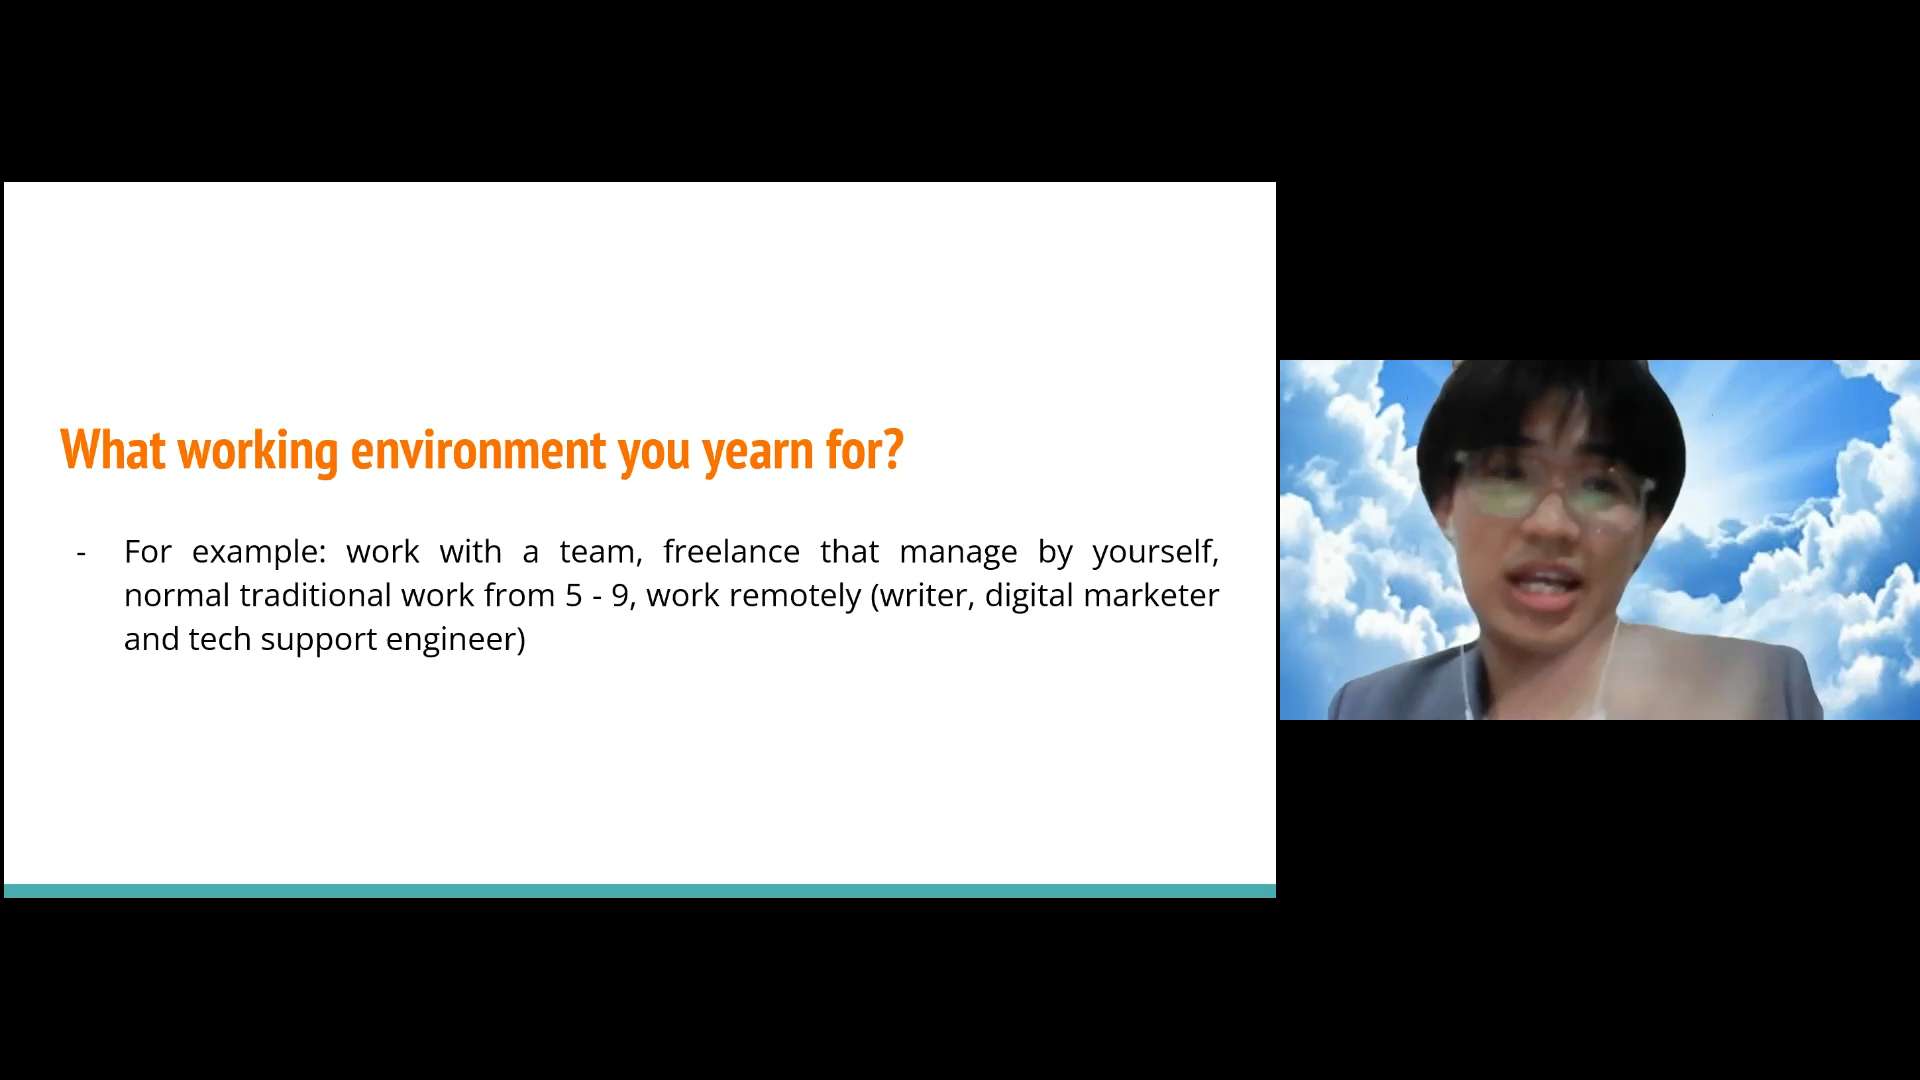 What working environment you yearn for?
- For example: work with a team, freelance that manage by yourself,
normal traditional work from 5 - 9, work remotely (writer, digital marketer
and tech support engineer)